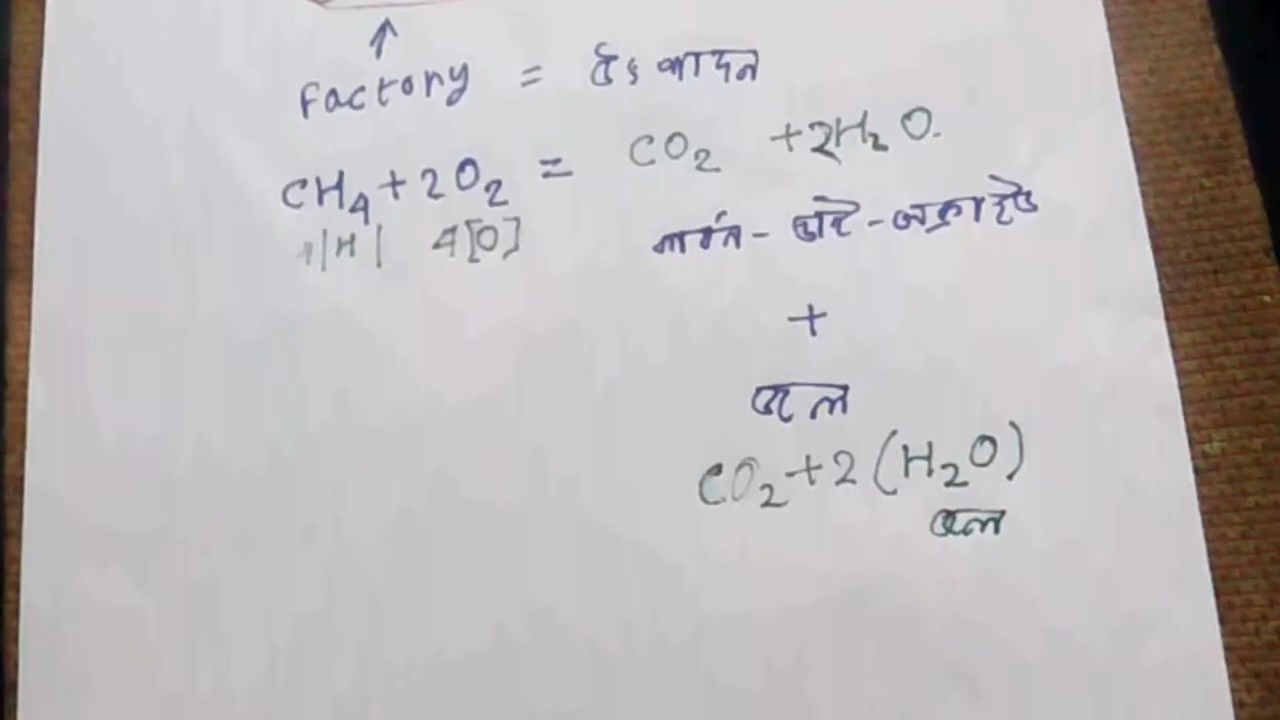 Factory = উৎপাদন
CH₄ + 2O₂ = CO₂ + 2H₂O.
4[O] কার্বন-ডাই-অক্সাইড
+
জল
CO₂ + 2(H₂O)
জল